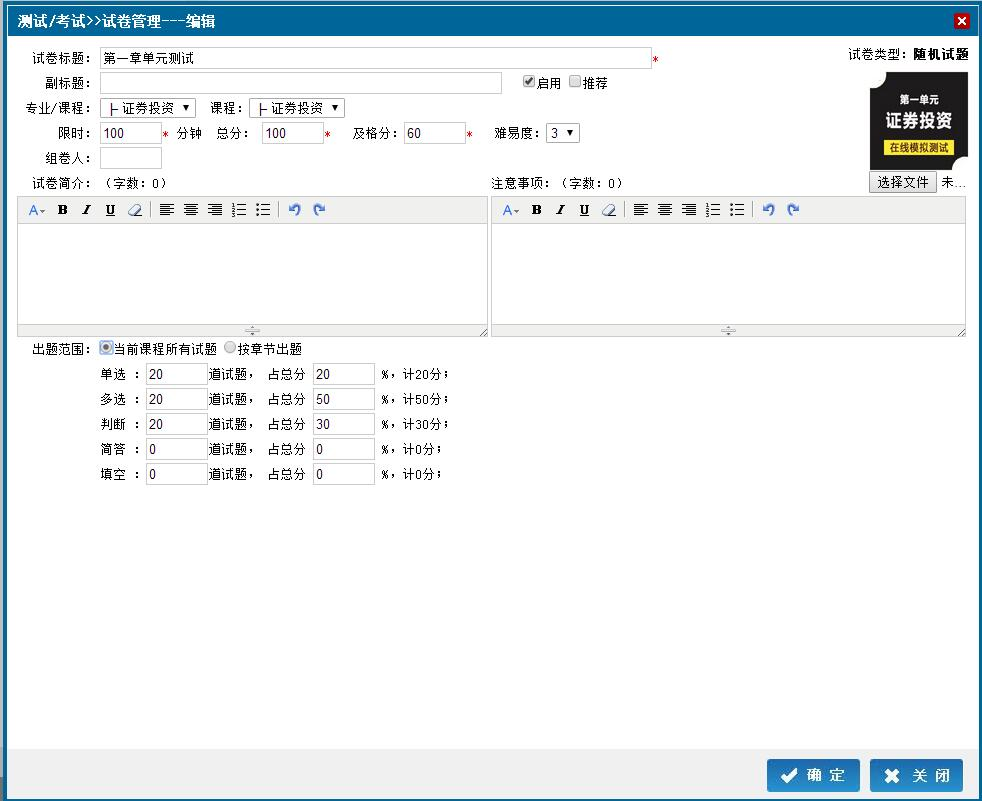 测试/考试>>试卷管理---编辑
试卷标题： 第一章单元测试 *
试卷类型：随机试题
副标题： 启用 推荐
专业/课程： ├ 证券投资 课程： ├ 证券投资
限时： 100 * 分钟 总分： 100 * 及格分： 60 * 难易度： 3
组卷人：
第一单元
证券投资
在线模拟测试
选择文件 未...
试卷简介：（字数：0）
注意事项：（字数：0）
A B I U
A B I U
出题范围： 当前课程所有试题 按章节出题
单选 ： 20 道试题， 占总分 20 %，计20分；
多选 ： 20 道试题， 占总分 50 %，计50分；
判断 ： 20 道试题， 占总分 30 %，计30分；
简答 ： 0 道试题， 占总分 0 %，计0分；
填空 ： 0 道试题， 占总分 0 %，计0分；
确 定 关 闭